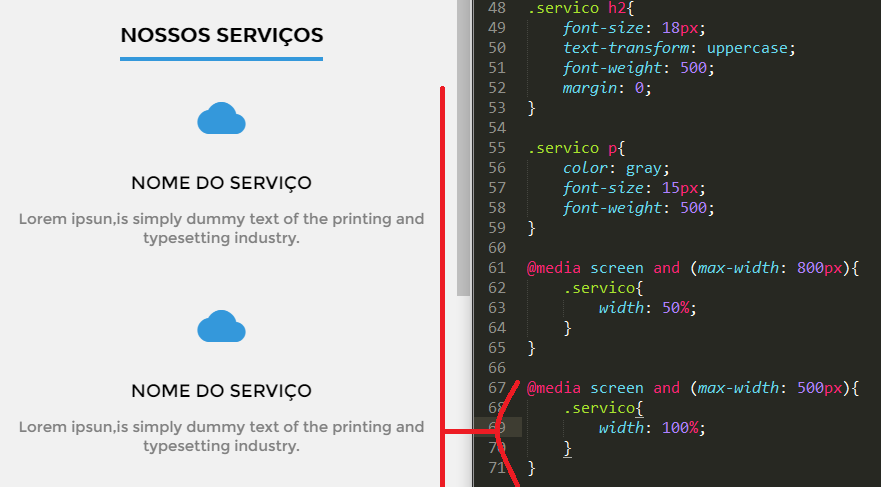 NOSSOS SERVIÇOS
NOME DO SERVIÇO
Lorem ipsun,is simply dummy text of the printing and
typesetting industry.
NOME DO SERVIÇO
Lorem ipsun,is simply dummy text of the printing and
typesetting industry.
48 .servico h2{
49 font-size: 18px;
50 text-transform: uppercase;
51 font-weight: 500;
52 margin: 0;
53 }
54
55 .servico p{
56 color: gray;
57 font-size: 15px;
58 font-weight: 500;
59 }
60
61 @media screen and (max-width: 800px){
62 .servico{
63 width: 50%;
64 }
65 }
66
67 @media screen and (max-width: 500px){
68 .servico{
69 width: 100%;
70 }
71 }